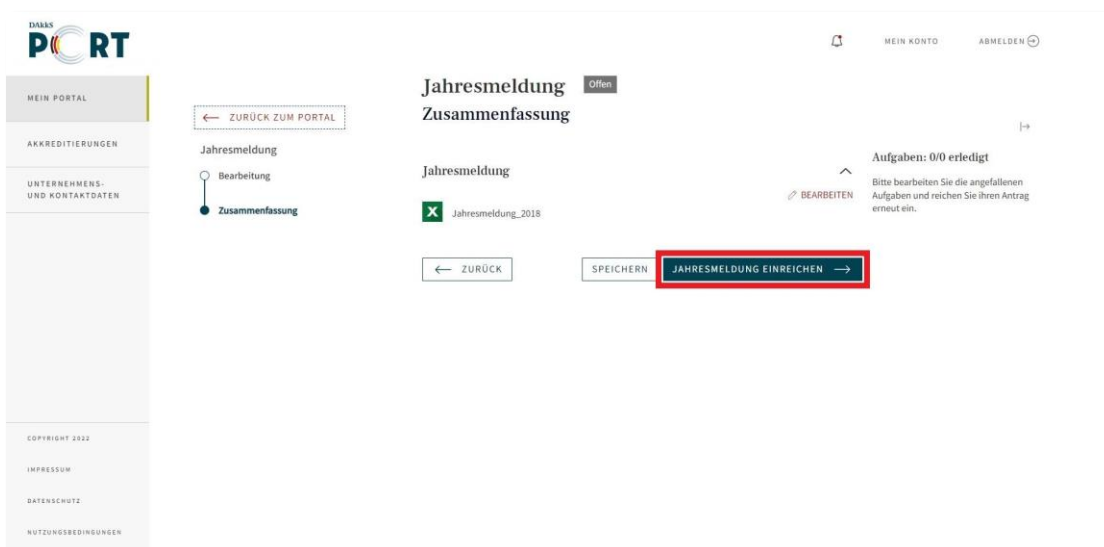 DAkkS
PORT
MEIN KONTO
ABMELDEN
MEIN PORTAL
AKKREDITIERUNGEN
UNTERNEHMENS-
UND KONTAKTDATEN
COPYRIGHT 2022
IMPRESSUM
DATENSCHUTZ
NUTZUNGSBEDINGUNGEN
← ZURÜCK ZUM PORTAL
Jahresmeldung
Bearbeitung
Zusammenfassung
Jahresmeldung Offen
Zusammenfassung
Jahresmeldung
BEARBEITEN
X Jahresmeldung_2018
← ZURÜCK
SPEICHERN
JAHRESMELDUNG EINREICHEN →
Aufgaben: 0/0 erledigt
Bitte bearbeiten Sie die angefallenen
Aufgaben und reichen Sie ihren Antrag
erneut ein.